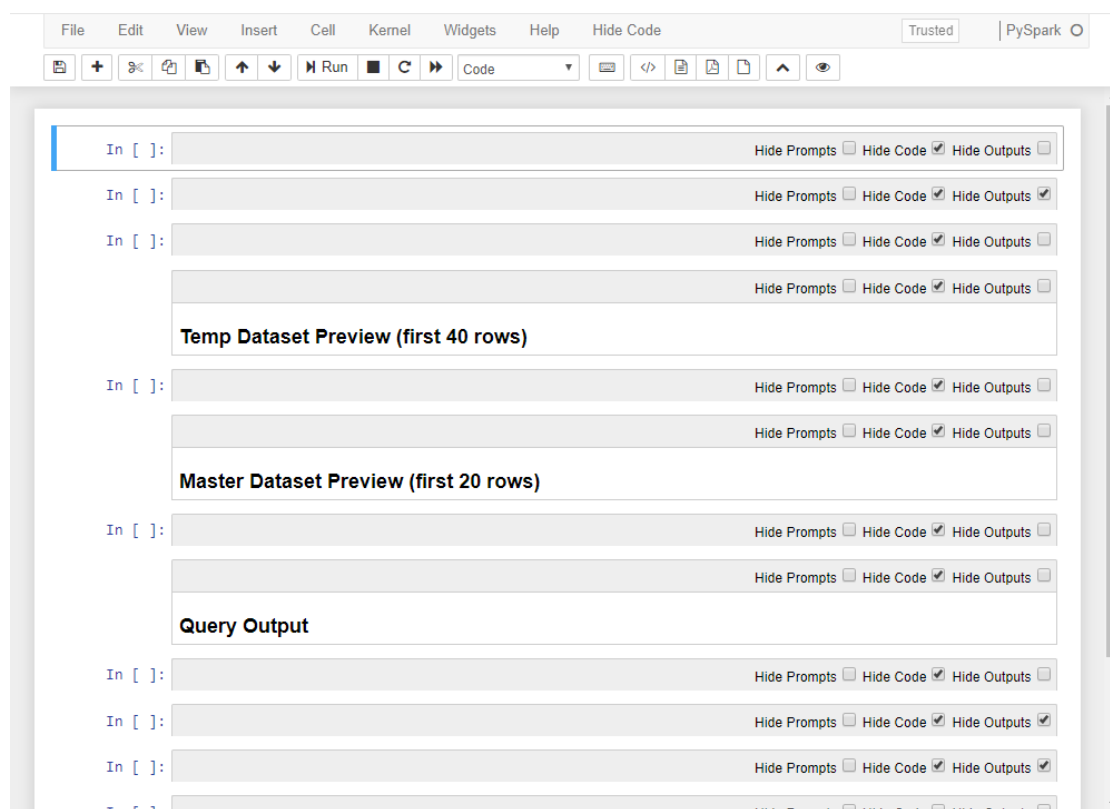 File Edit View Insert Cell Kernel Widgets Help Hide Code Trusted PySpark
Run Code
In [ ]: Hide Prompts Hide Code Hide Outputs
In [ ]: Hide Prompts Hide Code Hide Outputs
In [ ]: Hide Prompts Hide Code Hide Outputs
Hide Prompts Hide Code Hide Outputs
Temp Dataset Preview (first 40 rows)
In [ ]: Hide Prompts Hide Code Hide Outputs
Hide Prompts Hide Code Hide Outputs
Master Dataset Preview (first 20 rows)
In [ ]: Hide Prompts Hide Code Hide Outputs
Hide Prompts Hide Code Hide Outputs
Query Output
In [ ]: Hide Prompts Hide Code Hide Outputs
In [ ]: Hide Prompts Hide Code Hide Outputs
In [ ]: Hide Prompts Hide Code Hide Outputs